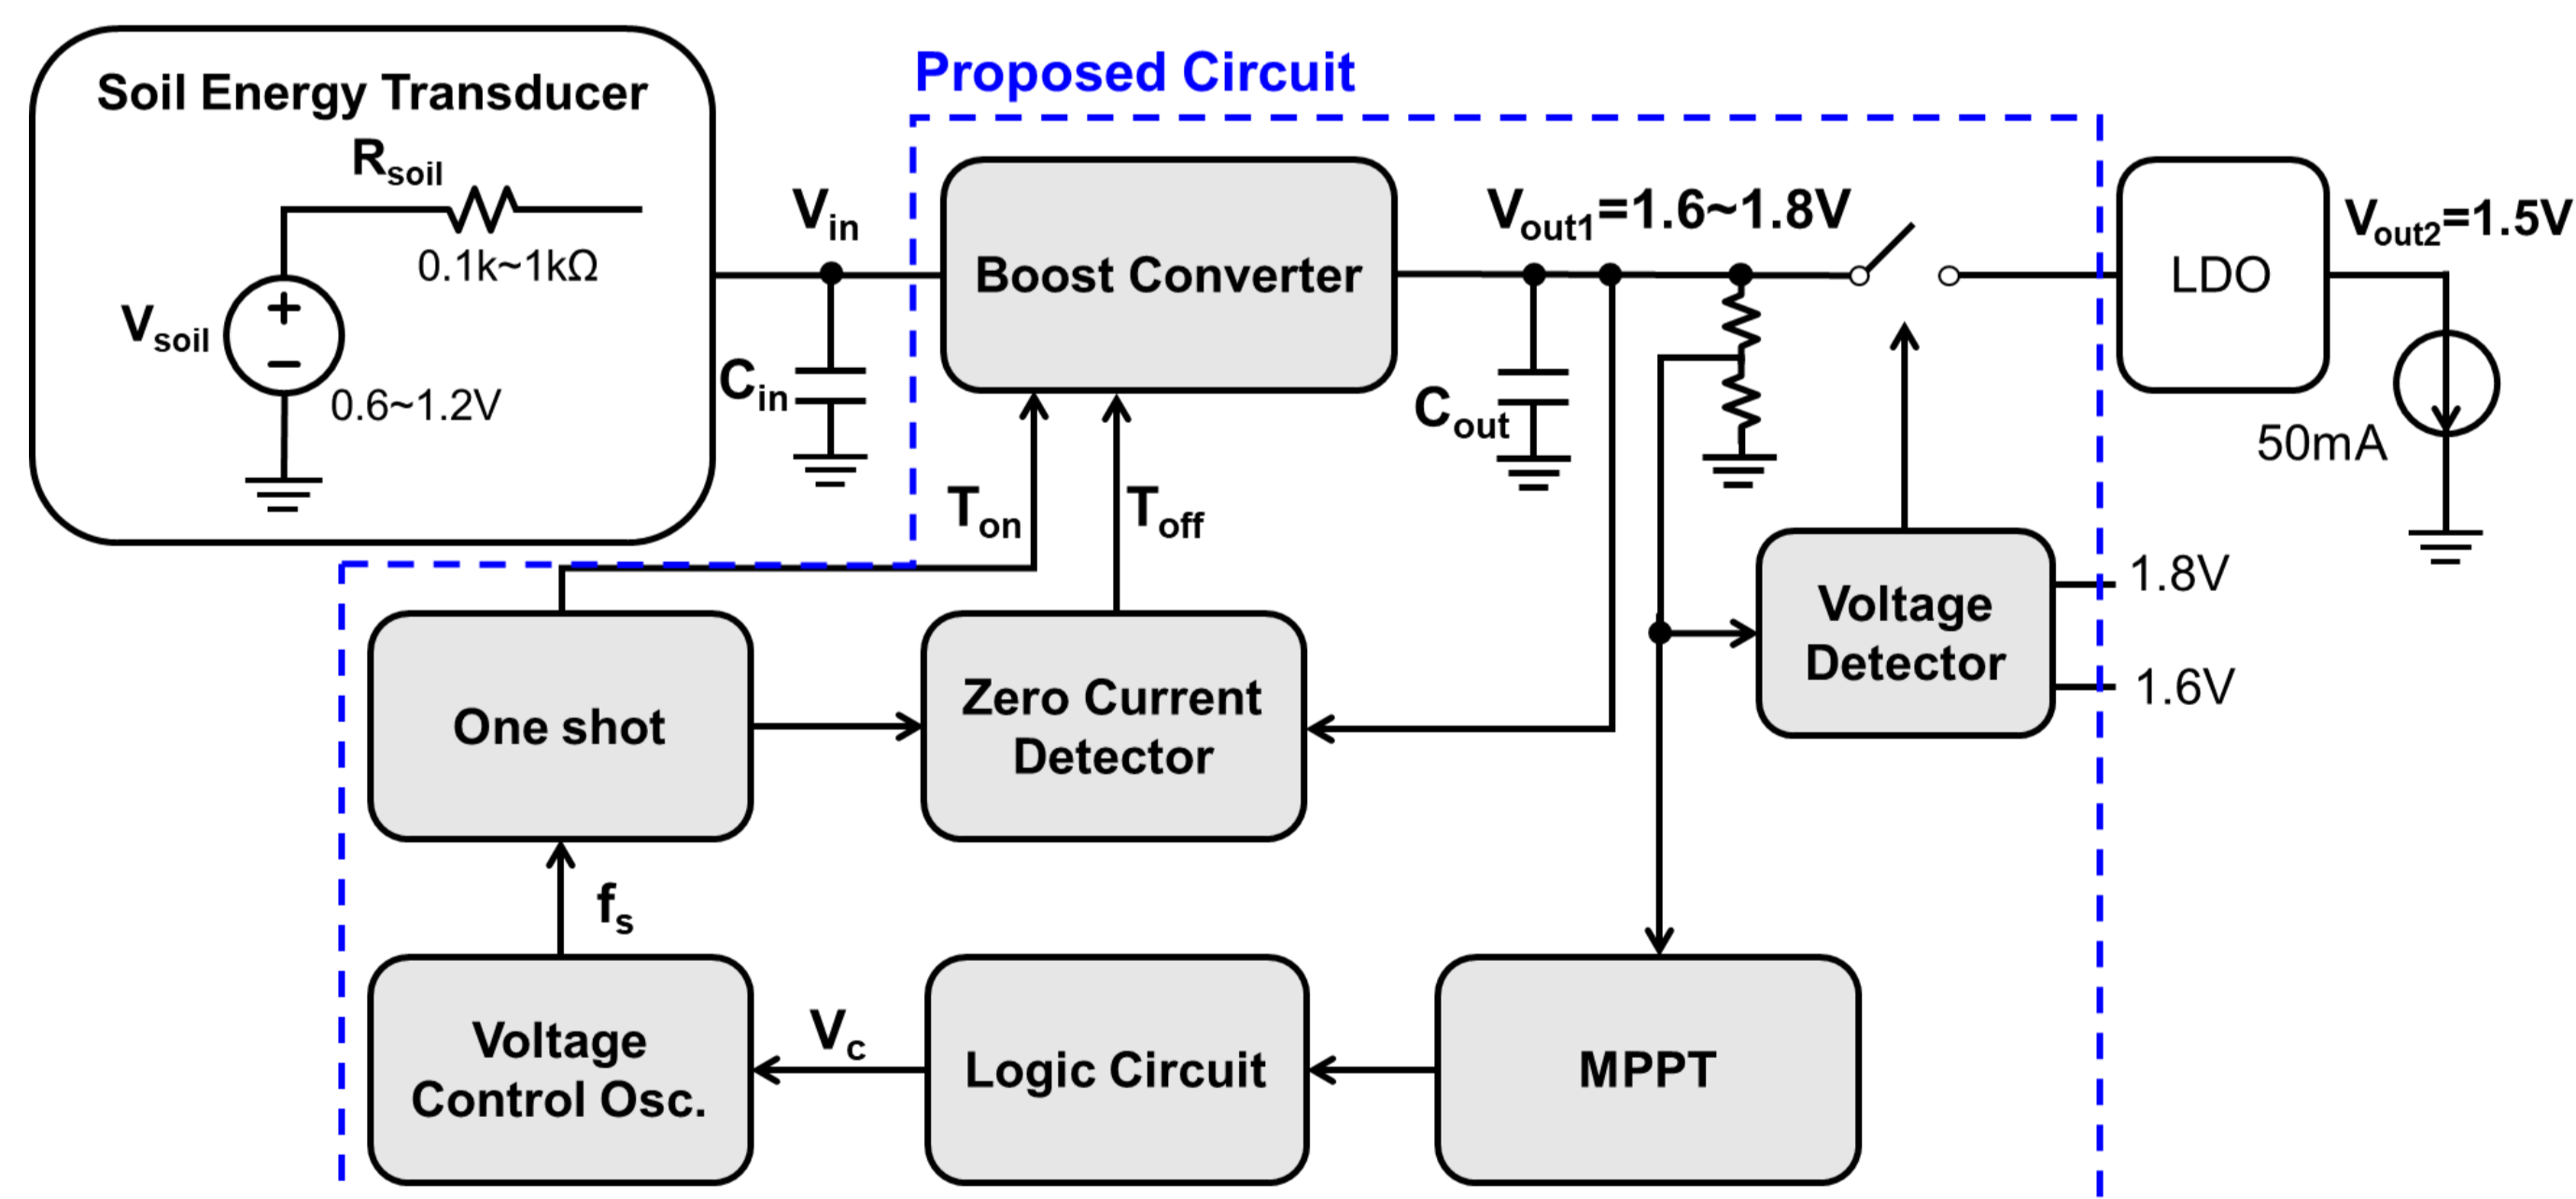 Soil Energy Transducer
Rsoil
0.1k~1kΩ
Vsoil
+
−
0.6~1.2V
Proposed Circuit
Vin
Cin
Boost Converter
Vout1=1.6~1.8V
Cout
LDO
Vout2=1.5V
50mA
Ton
Toff
One shot
Zero Current
Detector
Voltage
Detector
1.8V
1.6V
fs
Voltage
Control Osc.
Vc
Logic Circuit
MPPT